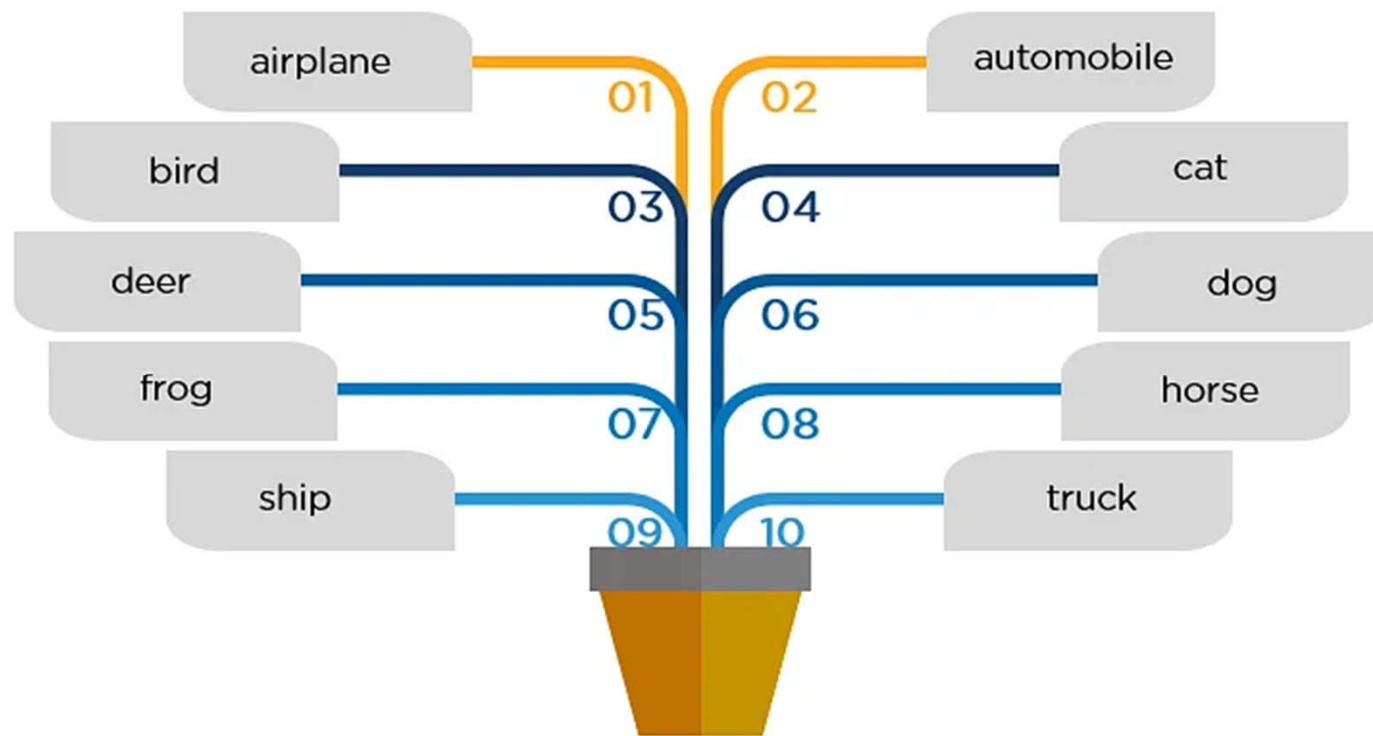 airplane
01
02
automobile
bird
03
04
cat
deer
05
06
dog
frog
07
08
horse
ship
09
10
truck